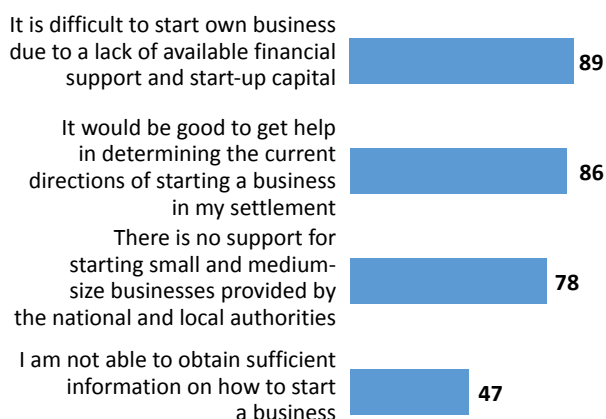 It is difficult to start own business
due to a lack of available financial
support and start-up capital
89
It would be good to get help
in determining the current
directions of starting a business
in my settlement
86
There is no support for
starting small and medium-
size businesses provided by
the national and local authorities
78
I am not able to obtain sufficient
information on how to start
a business
47